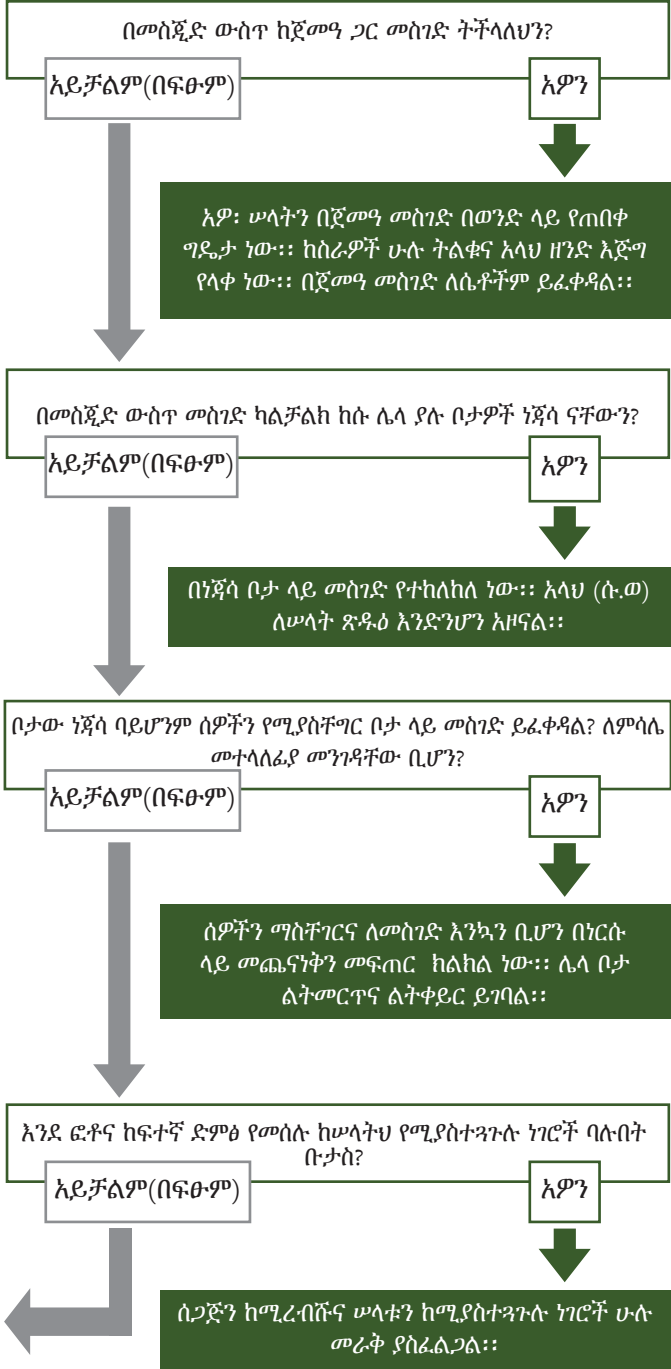 በመስጂድ ውስጥ ከጀመዓ ጋር መስገድ ትችላለህን?
አይቻልም(በፍፁም)
አዎን
አዎ፡ ሠላትን በጀመዓ መስገድ በወንድ ላይ የጠበቀ
ግዴታ ነው፡፡ ከስራዎች ሁሉ ትልቁና አላህ ዘንድ እጅግ
የላቀ ነው፡፡ በጀመዓ መስገድ ለሴቶችም ይፈቀዳል፡፡
በመስጂድ ውስጥ መስገድ ካልቻልክ ከሱ ሌላ ያሉ ቦታዎች ነጃሳ ናቸውን?
አይቻልም(በፍፁም)
አዎን
በነጃሳ ቦታ ላይ መስገድ የተከለከለ ነው፡፡ አላህ (ሱ.ወ)
ለሠላት ጽዱዕ እንድንሆን አዞናል፡፡
ቦታው ነጃሳ ባይሆንም ሰዎችን የሚያስቸግር ቦታ ላይ መስገድ ይፈቀዳል? ለምሳሌ
መተላለፊያ መንገዳቸው ቢሆን?
አይቻልም(በፍፁም)
አዎን
ሰዎችን ማስቸገርና ለመስገድ እንኳን ቢሆን በነርሱ
ላይ መጨናነቅን መፍጠር ክልክል ነው፡፡ ሌላ ቦታ
ልትመርጥና ልትቀይር ይገባል፡፡
እንደ ፎቶና ከፍተኛ ድምፅ የመሰሉ ከሠላትህ የሚያስተጓጉሉ ነገሮች ባሉበት
ቡታስ?
አይቻልም(በፍፁም)
አዎን
ሰጋጅን ከሚረብሹና ሠላቱን ከሚያስተጓጉሉ ነገሮች ሁሉ
መራቅ ያስፈልጋል፡፡